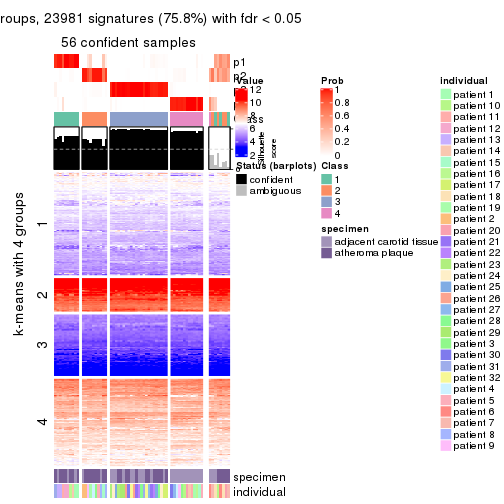 roups, 23981 signatures (75.8%) with fdr < 0.05
56 confident samples
p1
p2
Value
12
10
8
6
4
2
Prob
1
0.8
0.6
0.4
0.2
0
silhouette
score
Status (barplots)
confident
ambiguous
Class
1
2
3
4
specimen
adjacent carotid tissue
atheroma plaque
individual
patient 1
patient 10
patient 11
patient 12
patient 13
patient 14
patient 15
patient 16
patient 17
patient 18
patient 19
patient 2
patient 20
patient 21
patient 22
patient 23
patient 24
patient 25
patient 26
patient 27
patient 28
patient 29
patient 3
patient 30
patient 31
patient 32
patient 4
patient 5
patient 6
patient 7
patient 8
patient 9
k-means with 4 groups
1
2
3
4
specimen
individual